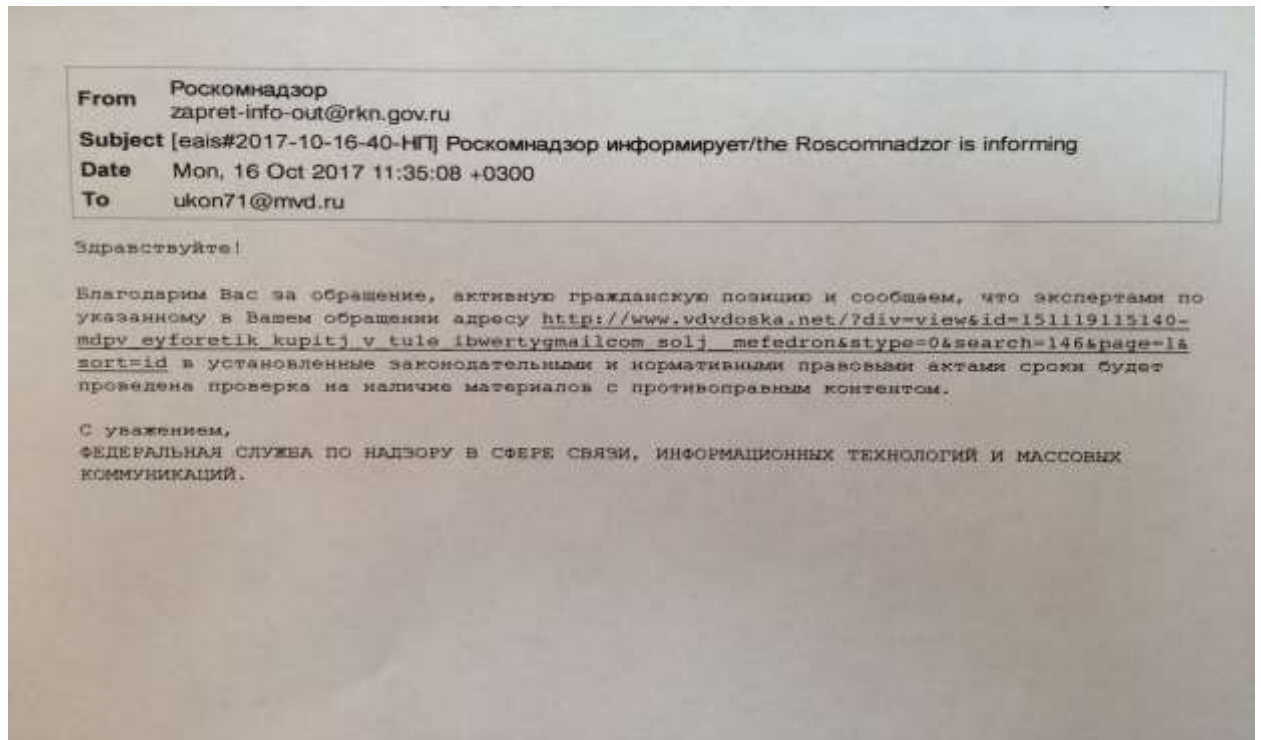 From Роскомнадзор
zapret-info-out@rkn.gov.ru
Subject [eais#2017-10-16-40-НП] Роскомнадзор информирует/the Roscomnadzor is informing
Date Mon, 16 Oct 2017 11:35:08 +0300
To ukon71@mvd.ru
Здравствуйте!
Благодарим Вас за обращение, активную гражданскую позицию и сообщаем, что экспертами по
указанному в Вашем обращении адресу http://www.vdvdoska.net/?div=view&id=151119115140-
mdpv_eyforetik_kupitj_v_tule_ibwertygmailcom_solj__mefedron&stype=0&search=146&page=1&
sort=id в установленные законодательными и нормативными правовыми актами сроки будет
проведена проверка на наличие материалов с противоправным контентом.
С уважением,
ФЕДЕРАЛЬНАЯ СЛУЖБА ПО НАДЗОРУ В СФЕРЕ СВЯЗИ, ИНФОРМАЦИОННЫХ ТЕХНОЛОГИЙ И МАССОВЫХ
КОММУНИКАЦИЙ.